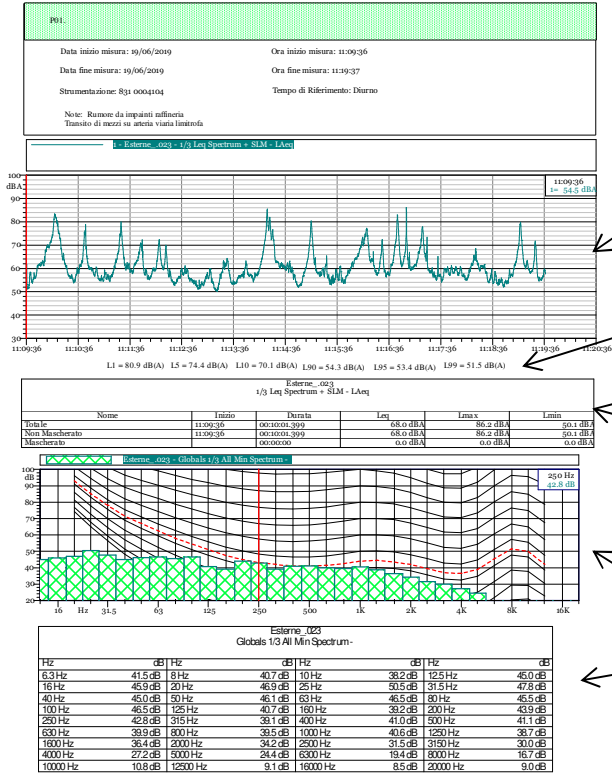 P01.
Data inizio misura: 19/06/2019 Ora inizio misura: 11:09:36
Data fine misura: 19/06/2019 Ora fine misura: 11:19:37
Strumentazione: 831 0004104 Tempo di Riferimento: Diurno
Note: Rumore da impainti raffineria
Transito di mezzi su arteria viaria limitrofa
1 - Esterne_.023 - 1/3 Leq Spectrum + SLM - LAeq
100
dBA
90
80
70
60
50
40
30
11:09:36
1= 54.5 dBA
11:09:36 11:10:36 11:11:36 11:12:36 11:13:36 11:14:36 11:15:36 11:16:36 11:17:36 11:18:36 11:19:36 11:20:36
L1 = 80.9 dB(A) L5 = 74.4 dB(A) L10 = 70.1 dB(A) L90 = 54.3 dB(A) L95 = 53.4 dB(A) L99 = 51.5 dB(A)
Esterne_.023
1/3 Leq Spectrum + SLM - LAeq
Nome Inizio Durata Leq Lmax Lmin
Totale 11:09:36 00:10:01.399 68.0 dBA 86.2 dBA 50.1 dBA
Non Mascherato 11:09:36 00:10:01.399 68.0 dBA 86.2 dBA 50.1 dBA
Mascherato 00:00:00 0.0 dBA 0.0 dBA 0.0 dBA
Esterne_.023 - Globals 1/3 All Min Spectrum -
100
dB
90
80
70
60
50
40
30
20
250 Hz
42.8 dB
16 Hz 31.5 63 125 250 500 1K 2K 4K 8K 16K
Esterne_.023
Globals 1/3 All Min Spectrum -
Hz dB Hz dB Hz dB Hz dB
6.3 Hz 41.5 dB 8 Hz 40.7 dB 10 Hz 38.2 dB 12.5 Hz 45.0 dB
16 Hz 45.9 dB 20 Hz 46.9 dB 25 Hz 50.5 dB 31.5 Hz 47.8 dB
40 Hz 45.0 dB 50 Hz 46.1 dB 63 Hz 46.5 dB 80 Hz 45.5 dB
100 Hz 46.5 dB 125 Hz 40.7 dB 160 Hz 39.2 dB 200 Hz 43.9 dB
250 Hz 42.8 dB 315 Hz 39.1 dB 400 Hz 41.0 dB 500 Hz 41.1 dB
630 Hz 39.9 dB 800 Hz 39.5 dB 1000 Hz 40.6 dB 1250 Hz 38.7 dB
1600 Hz 36.4 dB 2000 Hz 34.2 dB 2500 Hz 31.5 dB 3150 Hz 30.0 dB
4000 Hz 27.2 dB 5000 Hz 24.4 dB 6300 Hz 19.4 dB 8000 Hz 16.7 dB
10000 Hz 10.8 dB 12500 Hz 9.1 dB 16000 Hz 8.5 dB 20000 Hz 9.0 dB